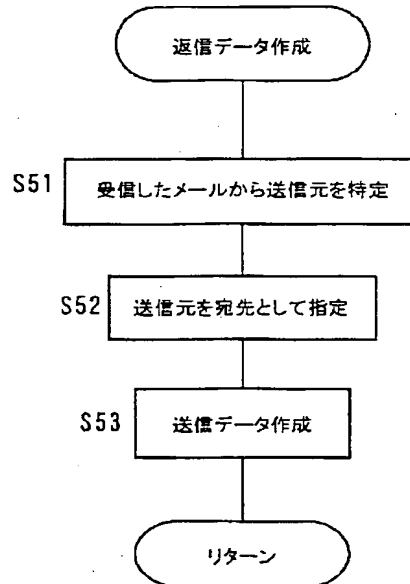 返信データ作成
S51 受信したメールから送信元を特定
S52 送信元を宛先として指定
S53 送信データ作成
リターン